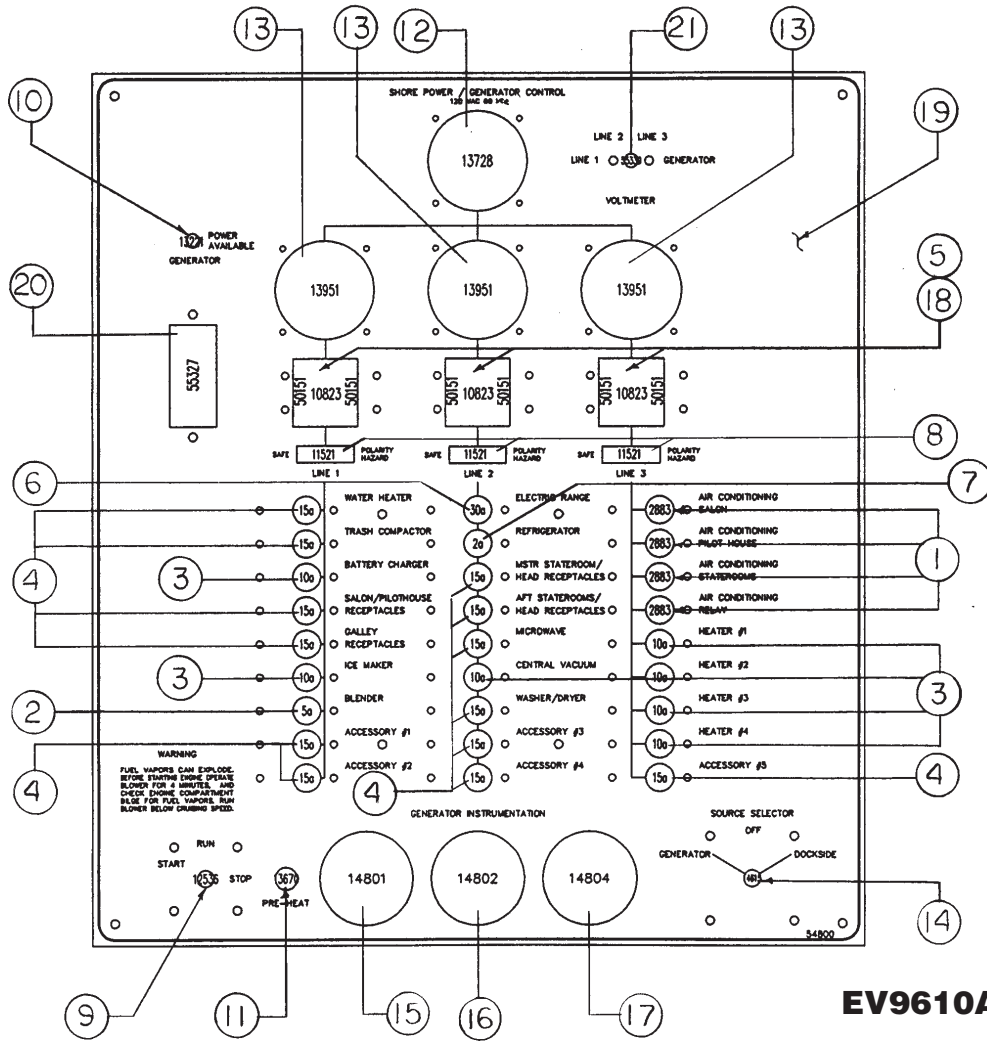 13 13 12 21 13
10
19
SHORE POWER / GENERATOR CONTROL
LINE 2 LINE 3
LINE 1 GENERATOR
13728
VOLTMETER
POWER
AVAILABLE
GENERATOR
13951 13951 13951
5
18
20
55327
50151 10823 50151 50151 10823 50151 50151 10823 50151
8
SAFE 11521 POLARITY HAZARD SAFE 11521 POLARITY HAZARD SAFE 11521 POLARITY HAZARD
LINE 1 LINE 2 LINE 3
6
7
15a WATER HEATER 30a ELECTRIC RANGE 2883 AIR CONDITIONING SALON
15a TRASH COMPACTOR 2a REFRIGERATOR 2883 AIR CONDITIONING PILOT HOUSE
4 3 1
10a BATTERY CHARGER 15a MSTR STATEROOM/ HEAD RECEPTACLES 2883 AIR CONDITIONING STATEROOMS
15a SALON/PILOTHOUSE RECEPTACLES 15a AFT STATEROOMS/ HEAD RECEPTACLES 2883 AIR CONDITIONING RELAY
15a GALLEY RECEPTACLES 15a MICROWAVE 10a HEATER #1
3
10a ICE MAKER 10a CENTRAL VACUUM 10a HEATER #2
3
2
5a BLENDER 15a WASHER/DRYER 10a HEATER #3
15a ACCESSORY #1 15a ACCESSORY #3 10a HEATER #4
15a ACCESSORY #2 15a ACCESSORY #4 15a ACCESSORY #5
4 4 4
WARNING
FUEL VAPORS CAN EXPLODE.
BEFORE STARTING ENGINE OPERATE
BLOWER FOR 4 MINUTES, AND
CHECK ENGINE COMPARTMENT
BILGE FOR FUEL VAPORS. RUN
BLOWER BELOW CRUISING SPEED.
GENERATOR INSTRUMENTATION
SOURCE SELECTOR
OFF
RUN
START
STOP
GENERATOR DOCKSIDE
3670
PRE-HEAT
14801 14802 14804
14
54800
9 11 15 16 17
EV9610A